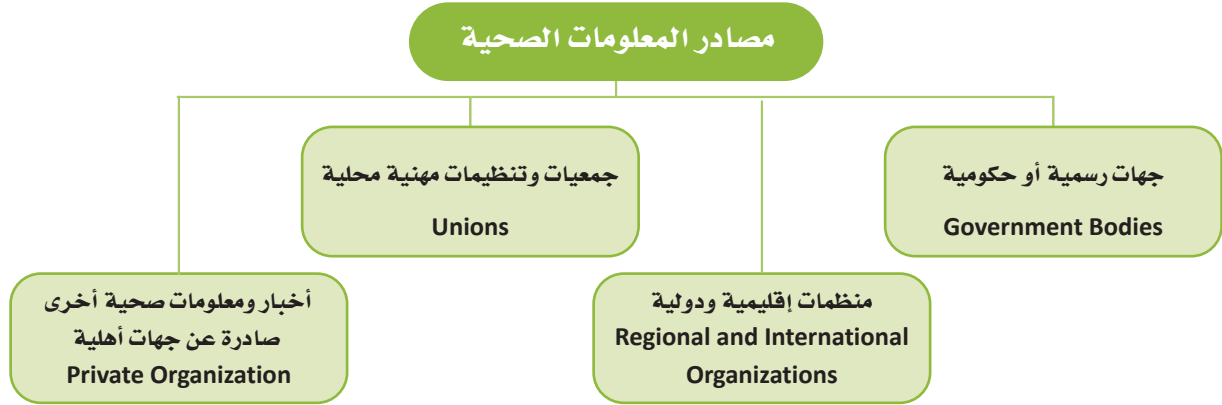 مصادر المعلومات الصحية
جهات رسمية أو حكومية
Government Bodies
جمعيات وتنظيمات مهنية محلية
Unions
منظمات إقليمية ودولية
Regional and International
Organizations
أخبار ومعلومات صحية أخرى
صادرة عن جهات أهلية
Private Organization